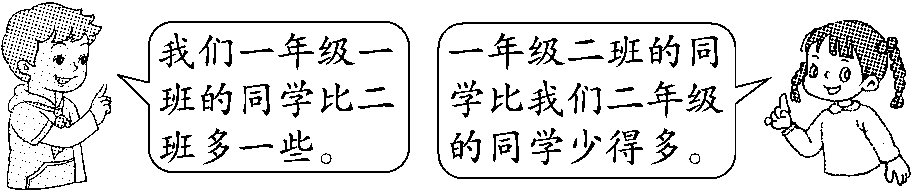 我们一年级一
班的同学比二
班多一些。
一年级二班的同
学比我们二年级
的同学少得多。